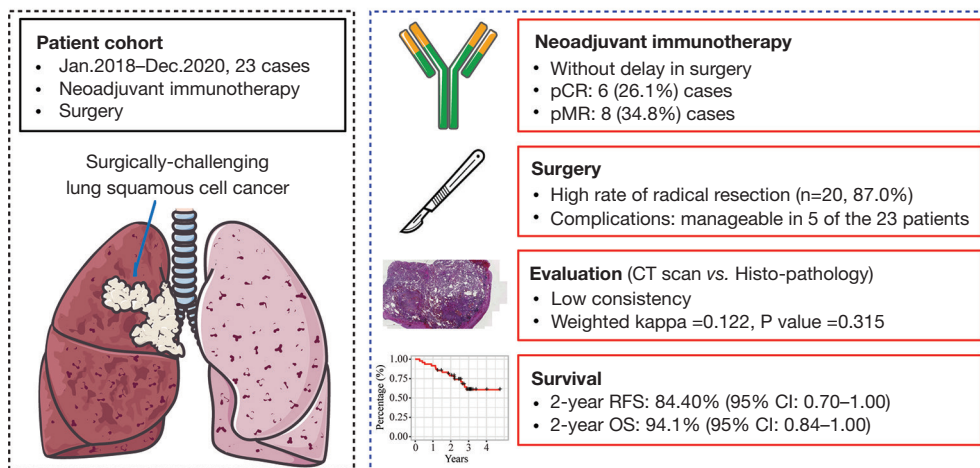 Patient cohort
• Jan.2018–Dec.2020, 23 cases
• Neoadjuvant immunotherapy
• Surgery
Surgically-challenging
lung squamous cell cancer
Neoadjuvant immunotherapy
• Without delay in surgery
• pCR: 6 (26.1%) cases
• pMR: 8 (34.8%) cases
Surgery
• High rate of radical resection (n=20, 87.0%)
• Complications: manageable in 5 of the 23 patients
Evaluation (CT scan vs. Histo-pathology)
• Low consistency
• Weighted kappa =0.122, P value =0.315
Percentage (%)
1.00
0.75
0.50
0.25
0.00
0 1 2 3 4
Years
Survival
• 2-year RFS: 84.40% (95% CI: 0.70–1.00)
• 2-year OS: 94.1% (95% CI: 0.84–1.00)